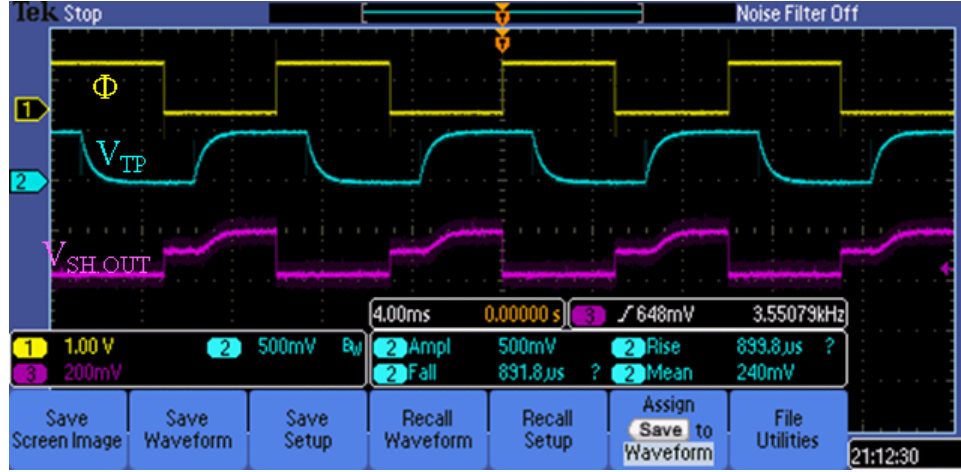 Tek Stop Noise Filter Off
T
T
Φ
1
V_TP
2
V_SH.OUT
4.00ms 0.00000 s 3 ƒ 648mV 3.55079kHz
1 1.00 V 2 500mV BW 2 Ampl 500mV 2 Rise 899.8µs ?
3 200mV 2 Fall 891.8µs ? 2 Mean 240mV
Save Screen Image
Save Waveform
Save Setup
Recall Waveform
Recall Setup
Assign Save to Waveform
File Utilities
21:12:30